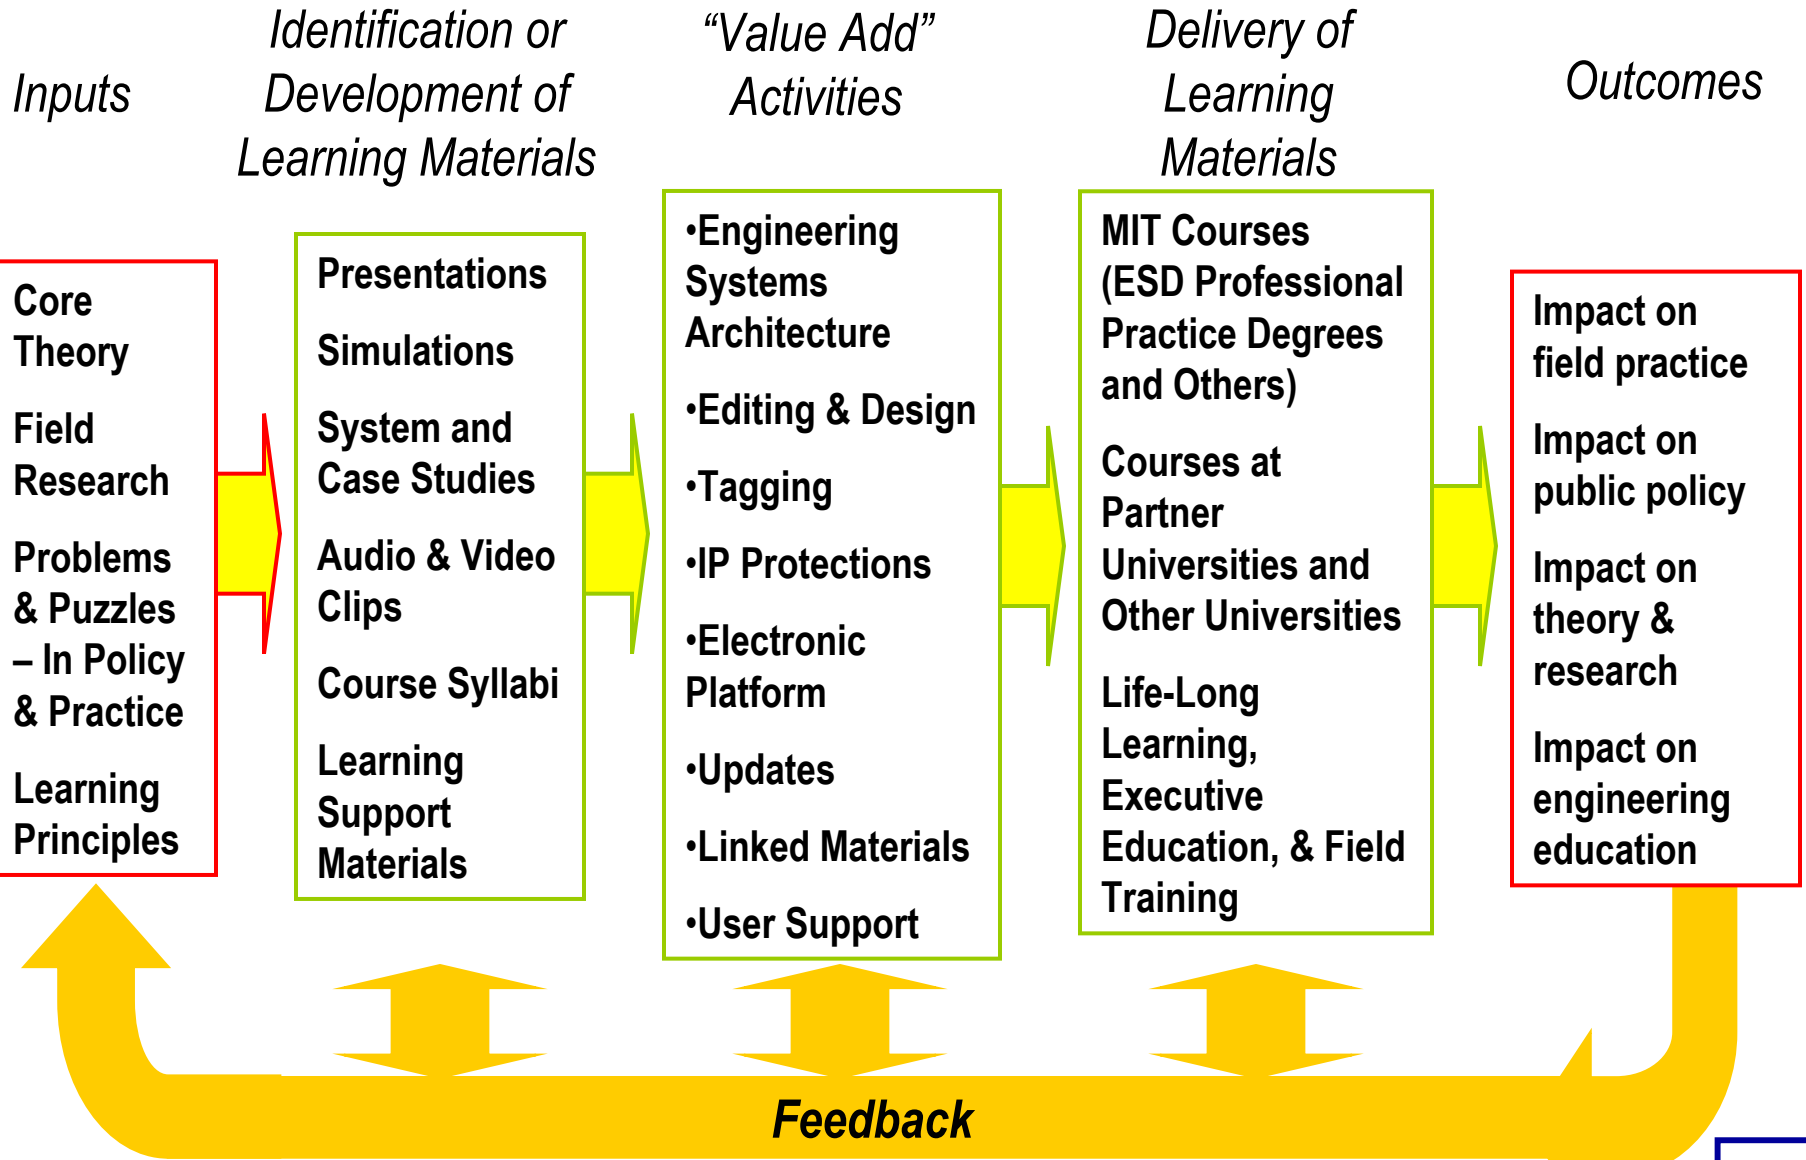 Inputs
Identification or
Development of
Learning Materials
“Value Add”
Activities
Delivery of
Learning
Materials
Outcomes
Core
Theory
Field
Research
Problems
& Puzzles
– In Policy
& Practice
Learning
Principles
Presentations
Simulations
System and
Case Studies
Audio & Video
Clips
Course Syllabi
Learning
Support
Materials
•Engineering
Systems
Architecture
•Editing & Design
•Tagging
•IP Protections
•Electronic
Platform
•Updates
•Linked Materials
•User Support
MIT Courses
(ESD Professional
Practice Degrees
and Others)
Courses at
Partner
Universities and
Other Universities
Life-Long
Learning,
Executive
Education, & Field
Training
Impact on
field practice
Impact on
public policy
Impact on
theory &
research
Impact on
engineering
education
Feedback